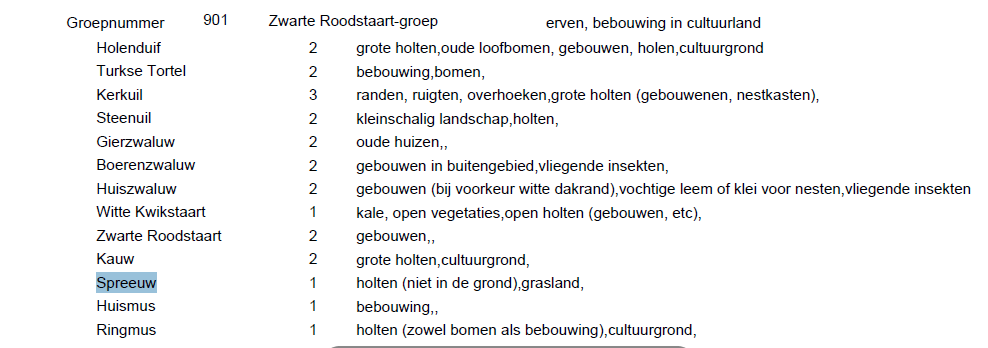 Groepnummer 901 Zwarte Roodstaart-groep erven, bebouwing in cultuurland
Holenduif 2 grote holten,oude loofbomen, gebouwen, holen,cultuurgrond
Turkse Tortel 2 bebouwing,bomen,
Kerkuil 3 randen, ruigten, overhoeken,grote holten (gebouwenen, nestkasten),
Steenuil 2 kleinschalig landschap,holten,
Gierzwaluw 2 oude huizen,,
Boerenzwaluw 2 gebouwen in buitengebied,vliegende insekten,
Huiszwaluw 2 gebouwen (bij voorkeur witte dakrand),vochtige leem of klei voor nesten,vliegende insekten
Witte Kwikstaart 1 kale, open vegetaties,open holten (gebouwen, etc),
Zwarte Roodstaart 2 gebouwen,,
Kauw 2 grote holten,cultuurgrond,
Spreeuw 1 holten (niet in de grond),grasland,
Huismus 1 bebouwing,,
Ringmus 1 holten (zowel bomen als bebouwing),cultuurgrond,